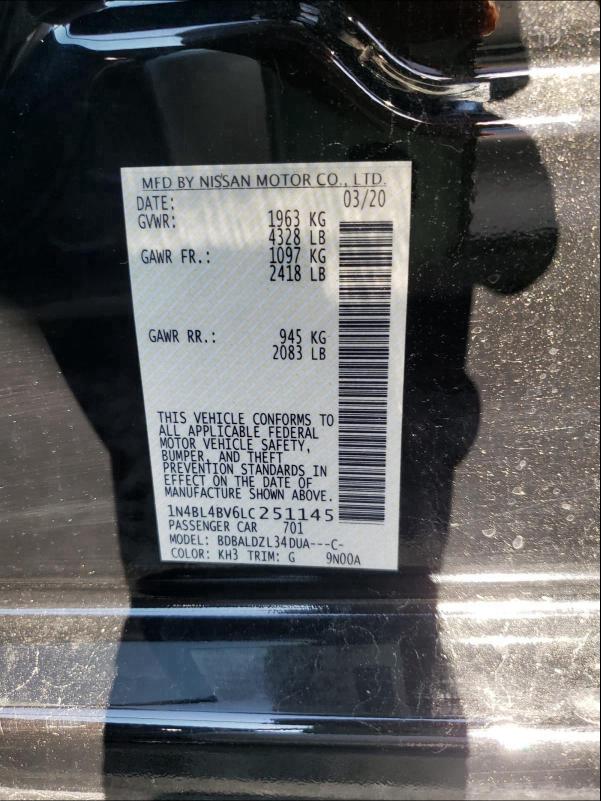 MFD BY NISSAN MOTOR CO., LTD.
DATE: 03/20
GVWR: 1963 KG
4328 LB
GAWR FR.: 1097 KG
2418 LB
GAWR RR.: 945 KG
2083 LB
THIS VEHICLE CONFORMS TO
ALL APPLICABLE FEDERAL
MOTOR VEHICLE SAFETY,
BUMPER, AND THEFT
PREVENTION STANDARDS IN
EFFECT ON THE DATE OF
MANUFACTURE SHOWN ABOVE.
1N4BL4BV6LC251145
PASSENGER CAR 701
MODEL: BDBALDZL34DUA---C-
COLOR: KH3 TRIM: G 9N00A